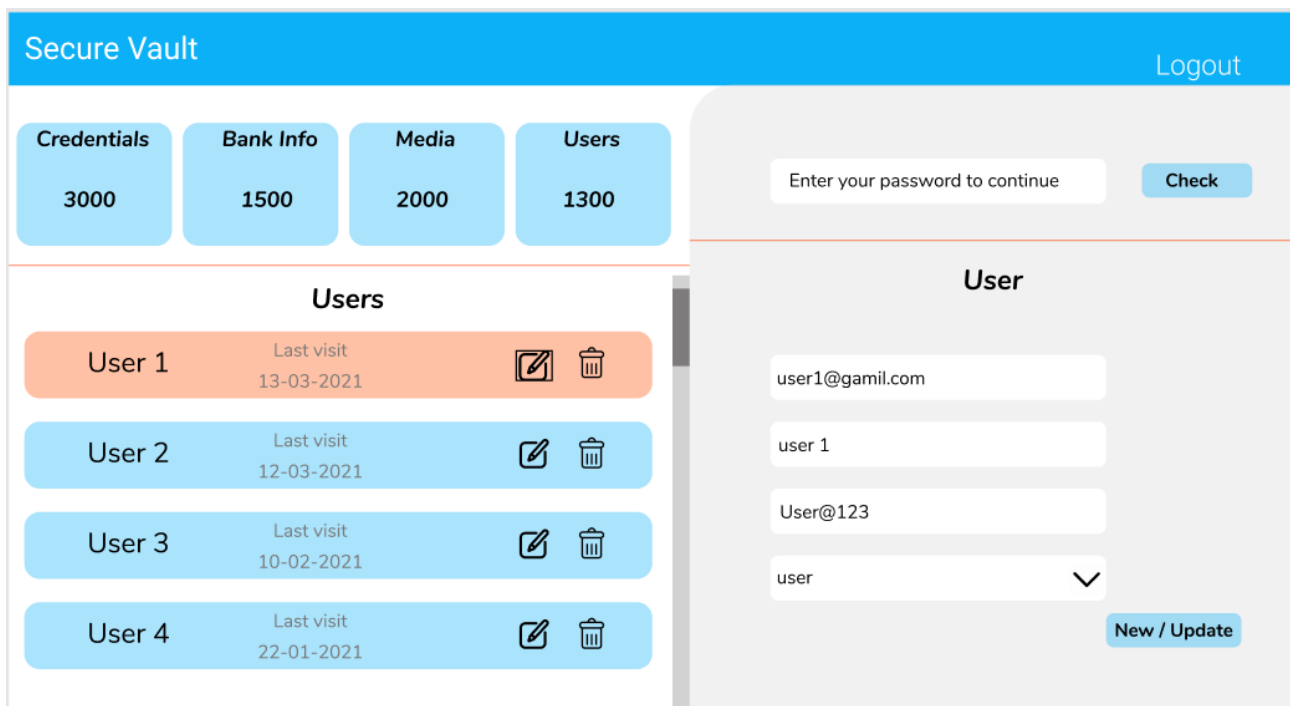 Secure Vault
Logout
Credentials
3000
Bank Info
1500
Media
2000
Users
1300
Enter your password to continue
Check
Users
User 1
Last visit
13-03-2021
User 2
Last visit
12-03-2021
User 3
Last visit
10-02-2021
User 4
Last visit
22-01-2021
User
user1@gamil.com
user 1
User@123
user
New / Update